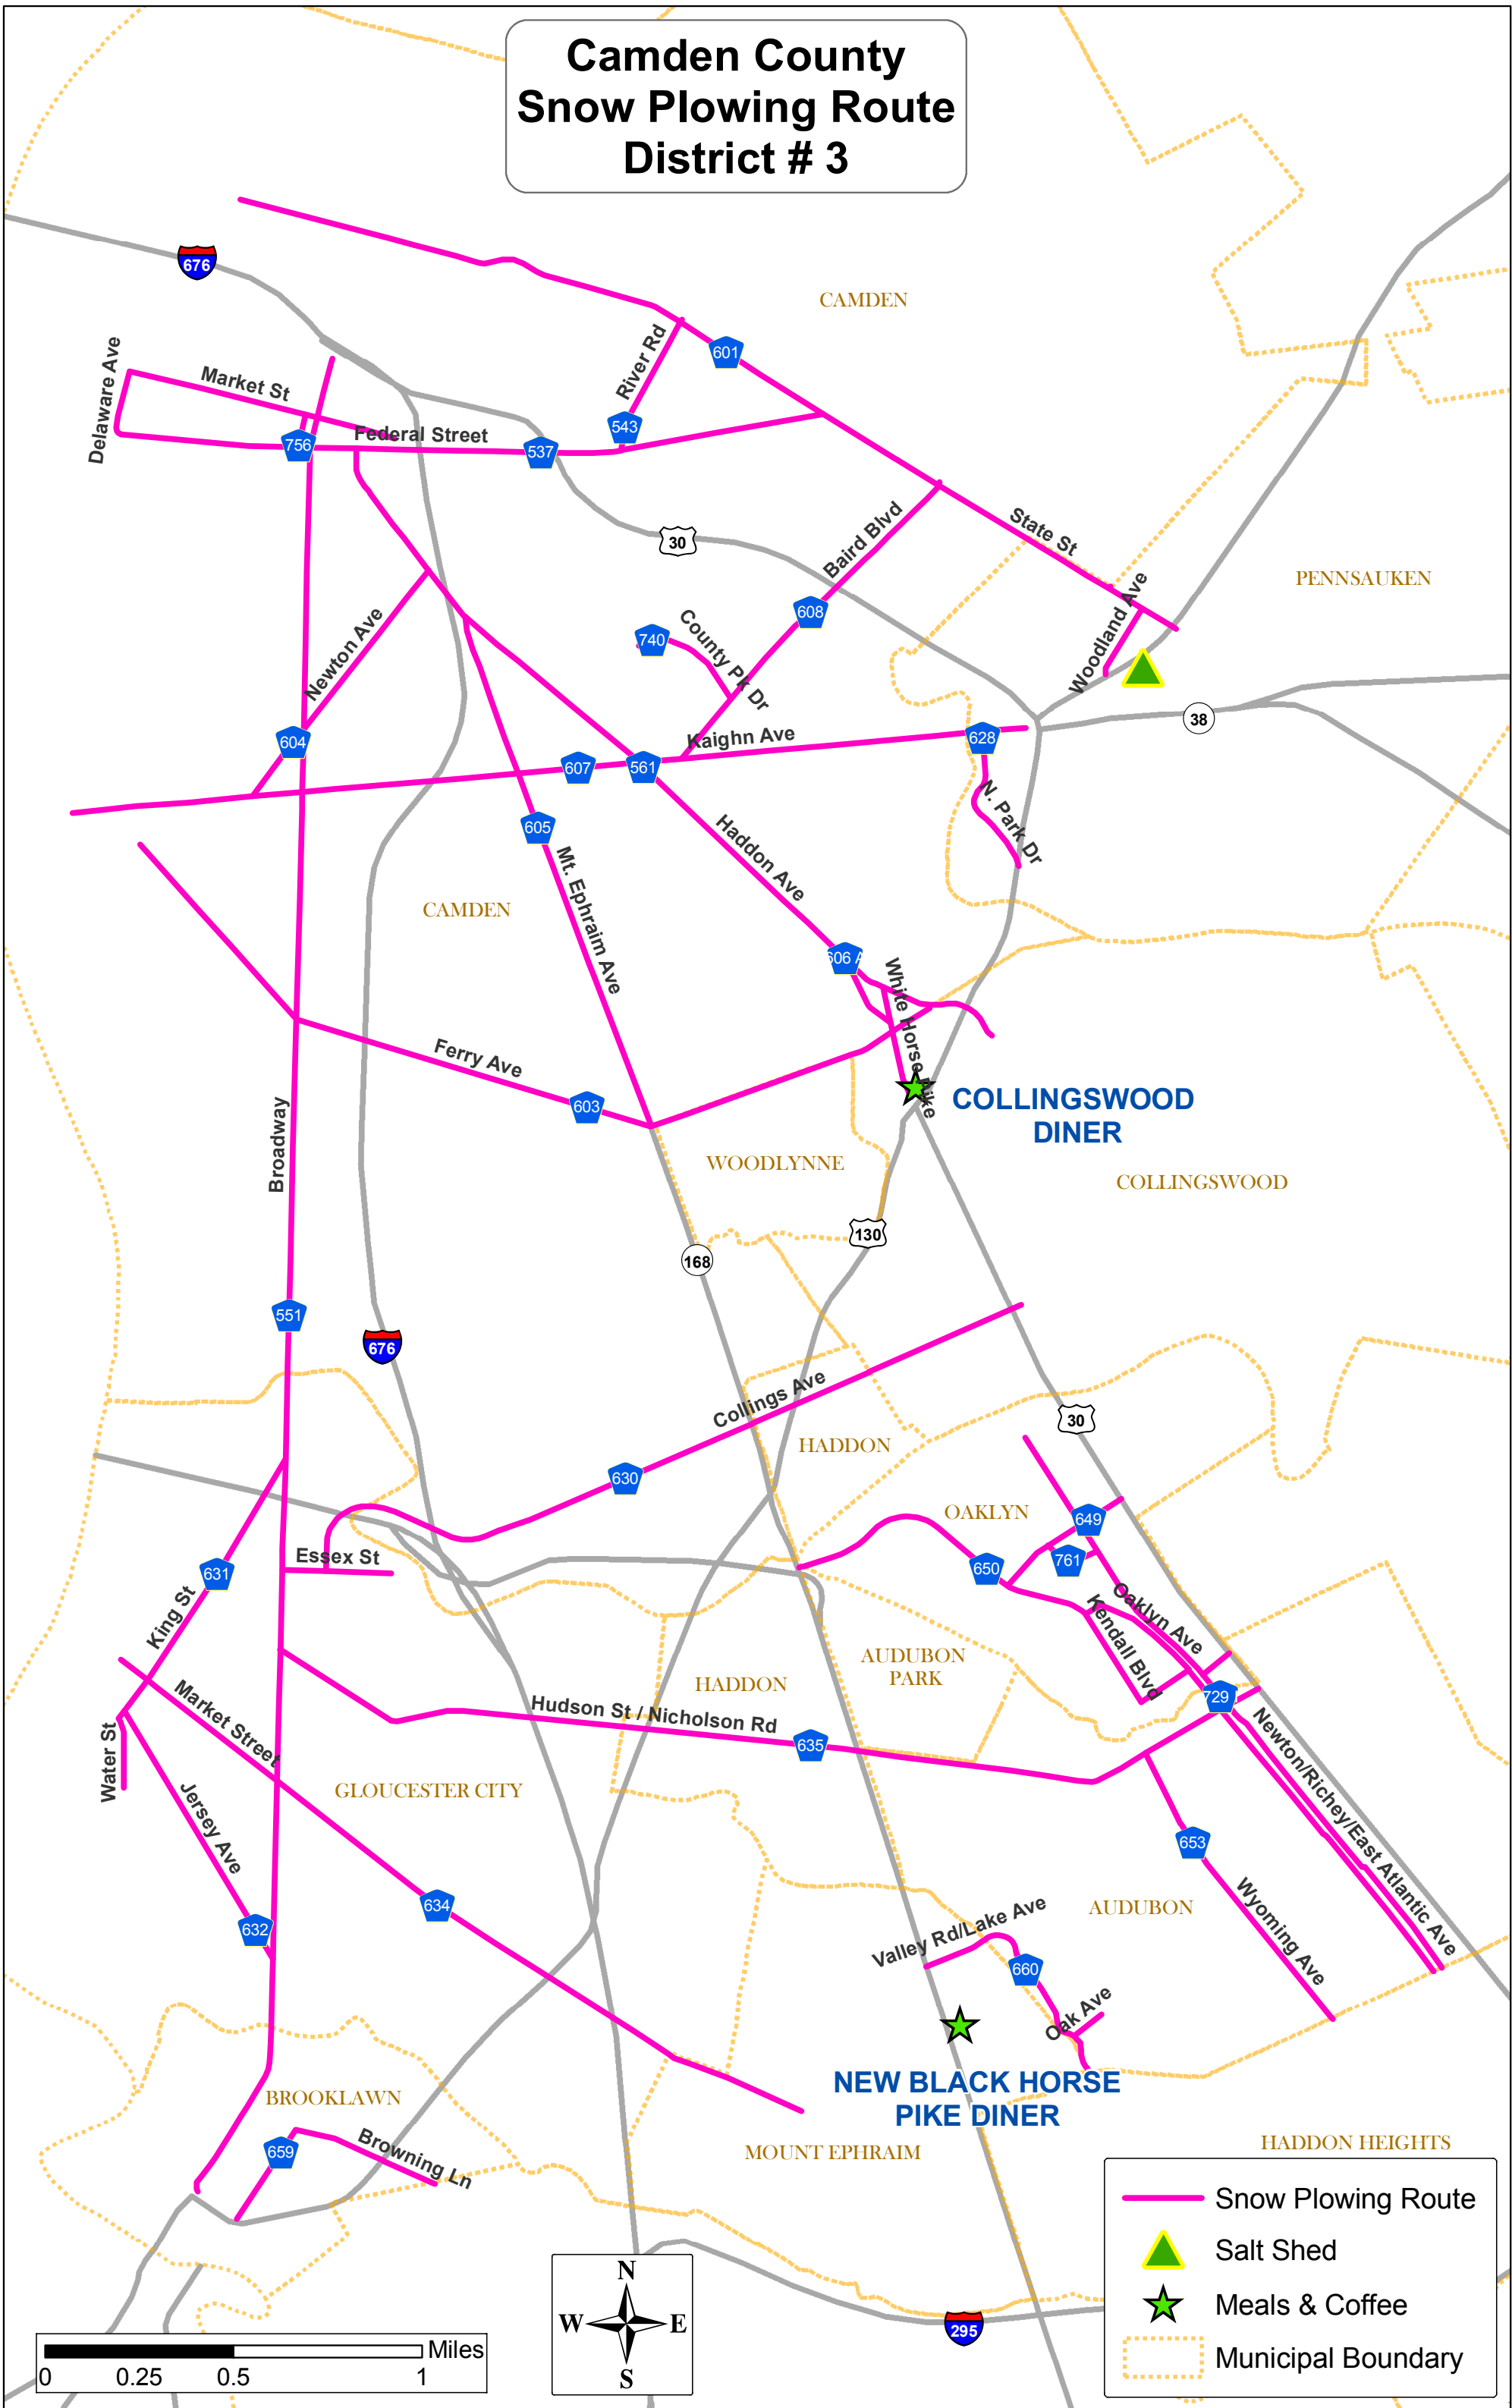 Camden County
Snow Plowing Route
District # 3
676
CAMDEN
River Rd
601
Delaware Ave
Market St
543
756
Federal Street
537
State St
30
Baird Blvd
PENNSAUKEN
Woodland Ave
608
Newton Ave
740
County Pk Dr
38
604
Kaighn Ave
628
607
561
N. Park Dr
605
Haddon Ave
Mt. Ephraim Ave
CAMDEN
606 A
White Horse Pike
Ferry Ave
603
COLLINGSWOOD
DINER
Broadway
WOODLYNNE
COLLINGSWOOD
130
168
551
676
Collings Ave
30
HADDON
630
OAKLYN
649
Essex St
650
761
631
King St
Oaklyn Ave
Kendall Blvd
AUDUBON
PARK
HADDON
729
Market Street
Hudson St / Nicholson Rd
635
Water St
Newton/Richey/East Atlantic Ave
GLOUCESTER CITY
Jersey Ave
653
Wyoming Ave
634
AUDUBON
632
Valley Rd/Lake Ave
660
Oak Ave
NEW BLACK HORSE
PIKE DINER
BROOKLAWN
659
Browning Ln
MOUNT EPHRAIM
HADDON HEIGHTS
Snow Plowing Route
Salt Shed
Meals & Coffee
Municipal Boundary
N
W E
S
295
Miles
0 0.25 0.5 1